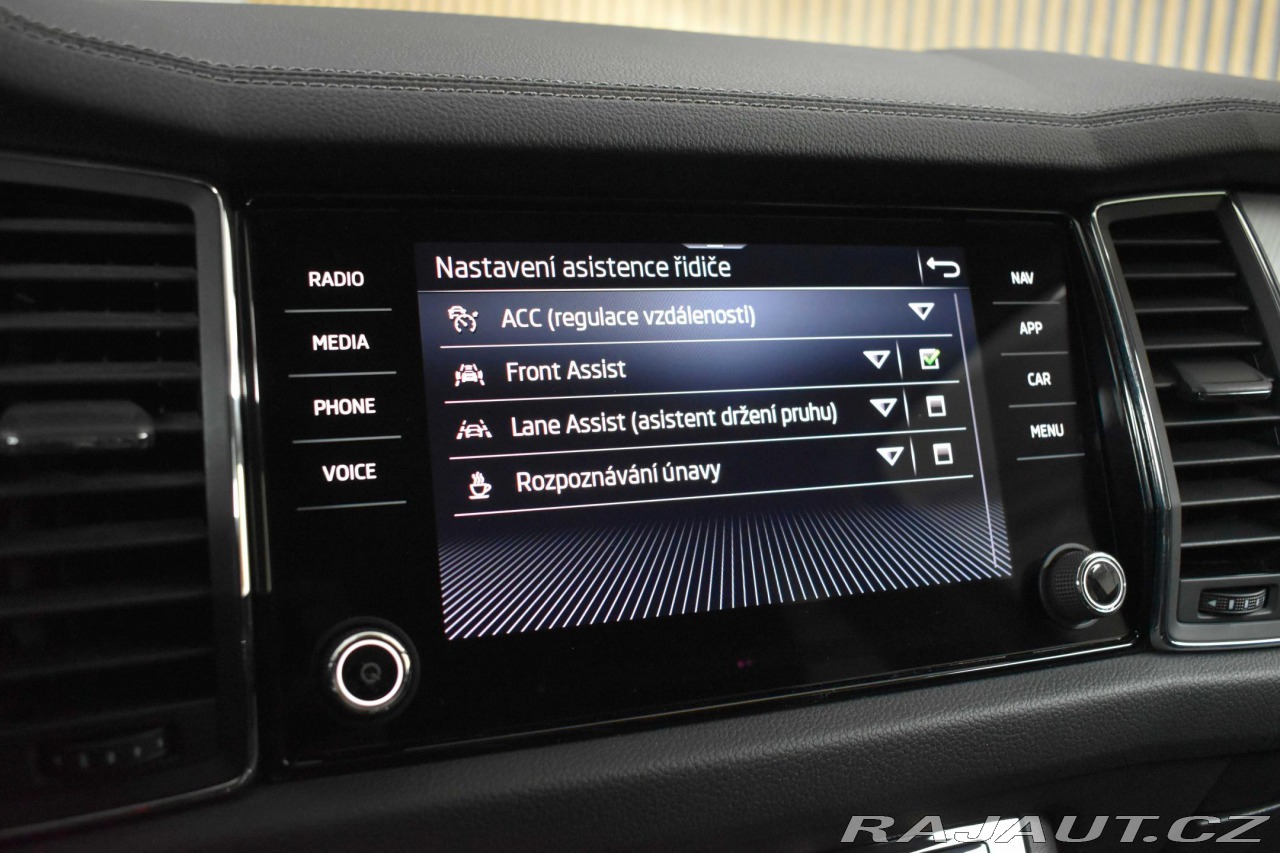 RADIO
MEDIA
PHONE
VOICE
Nastavení asistence řidiče
ACC (regulace vzdálenosti)
Front Assist
Lane Assist (asistent držení pruhu)
Rozpoznávání únavy
NAV
APP
CAR
MENU
RAJAUT.CZ